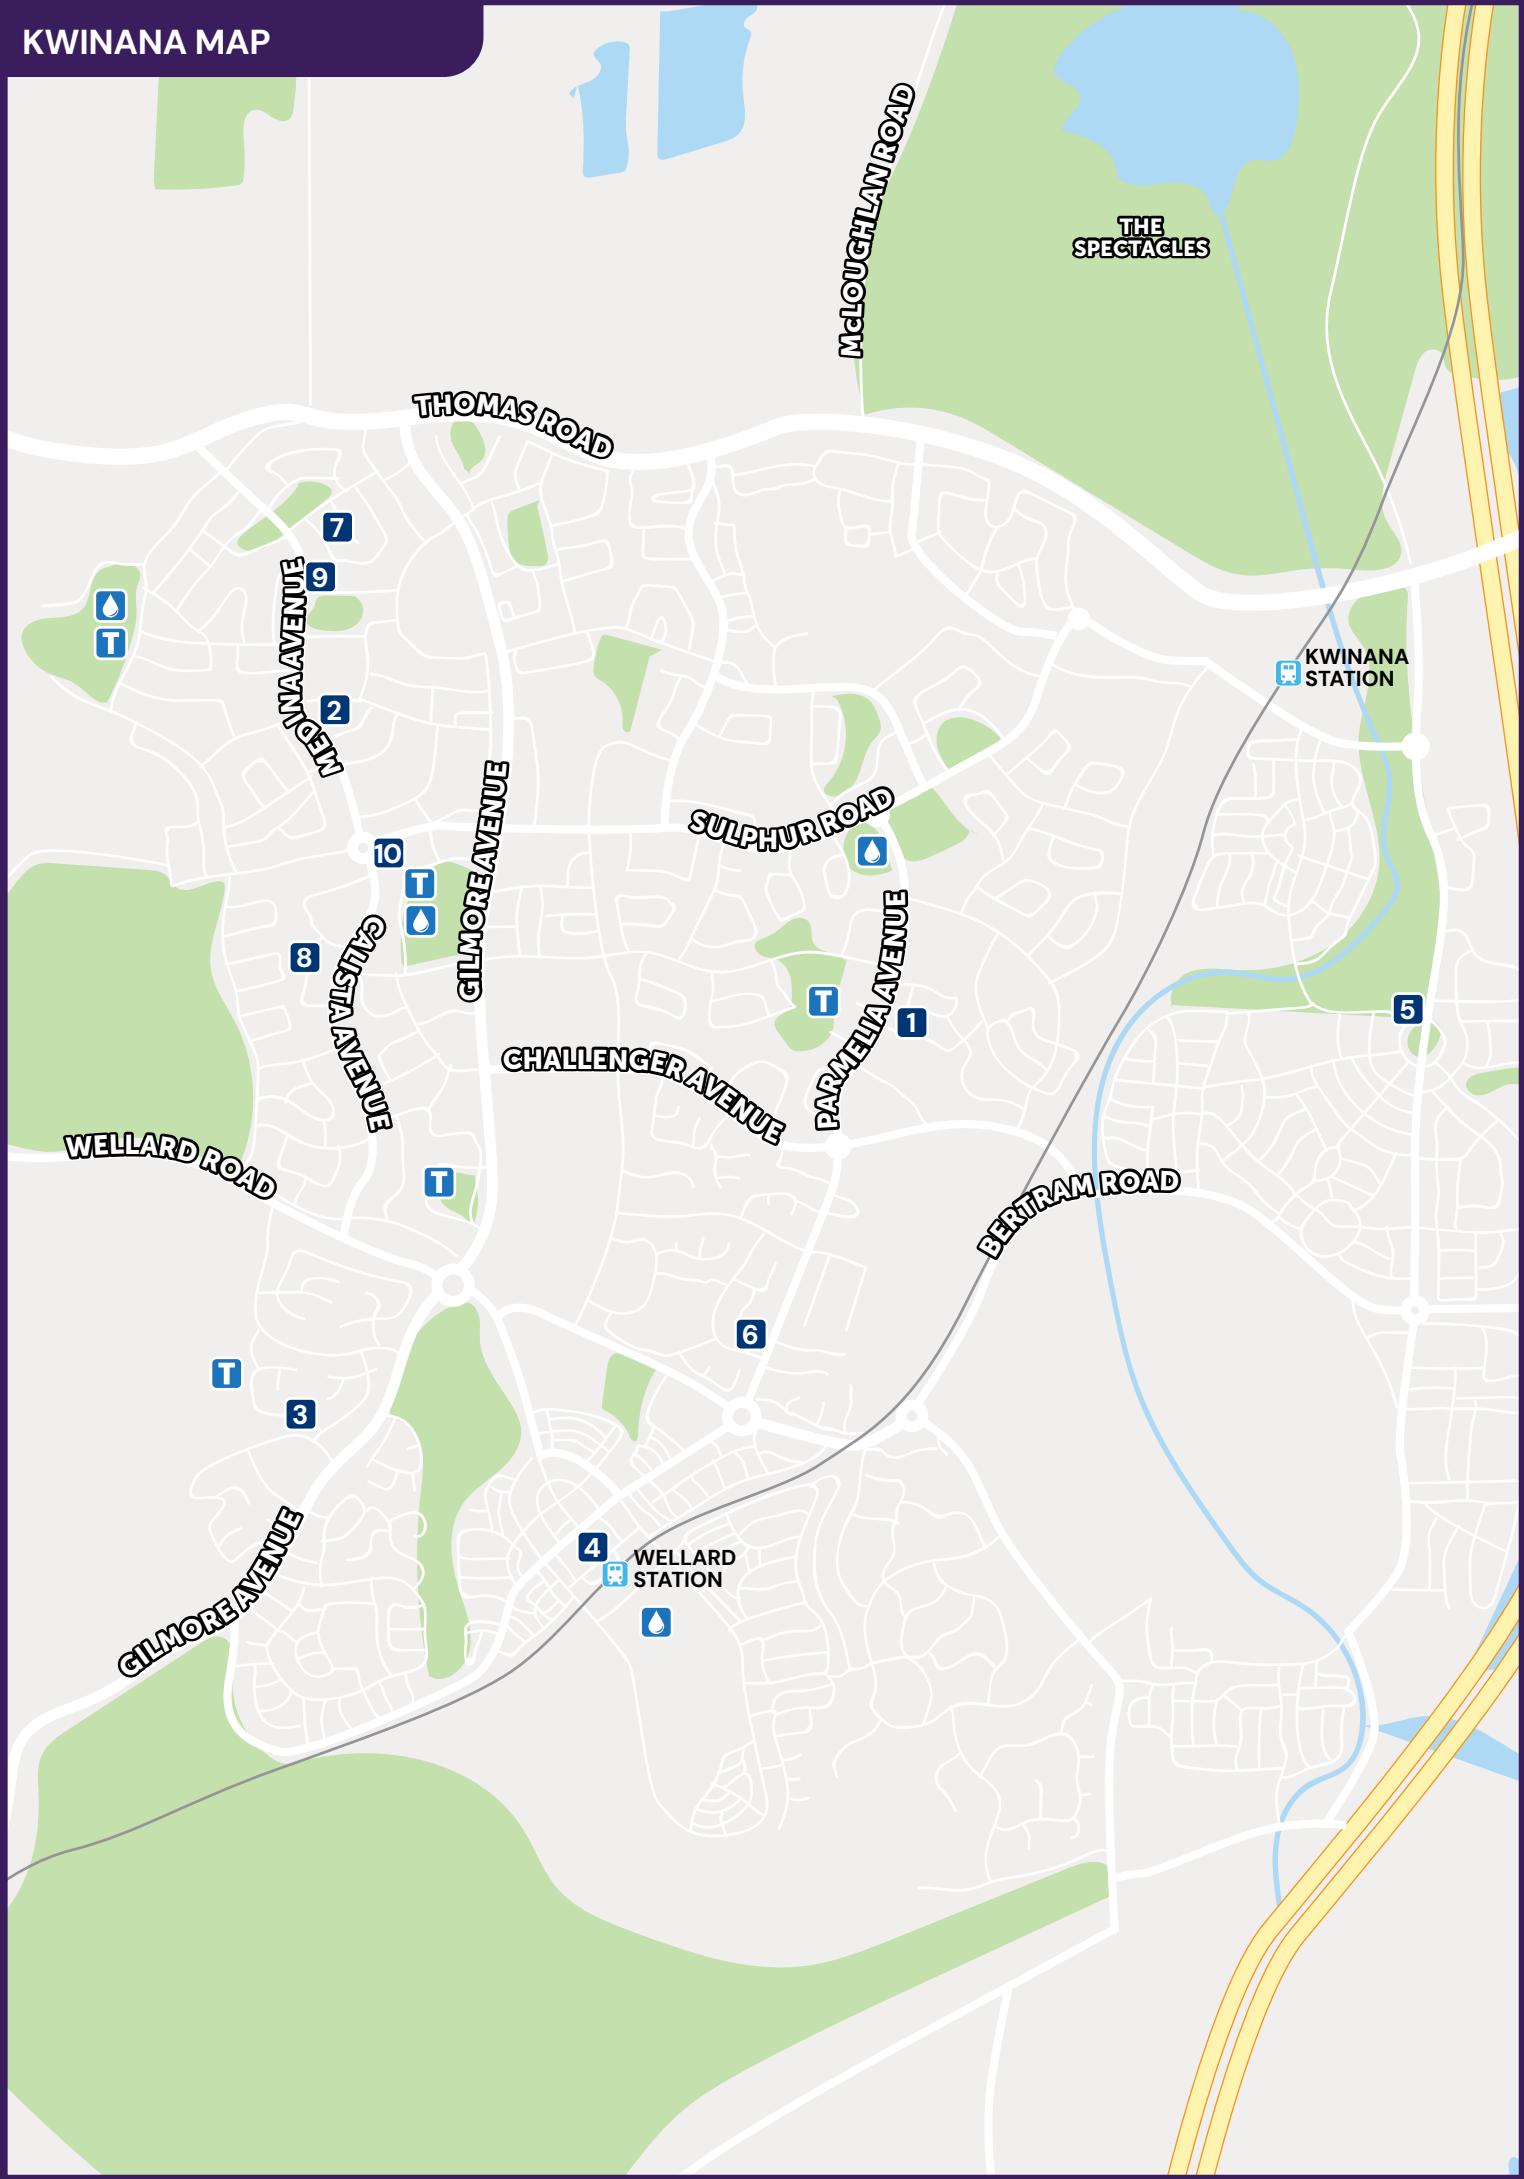 KWINANA MAP
McLOUGHLAN ROAD
THE
SPECTACLES
THOMAS ROAD
7
9
MEDINA AVENUE
T
KWINANA
STATION
2
GILMORE AVENUE
SULPHUR ROAD
10
T
PARMELIA AVENUE
CALISTA AVENUE
8
T
5
1
CHALLENGER AVENUE
WELLARD ROAD
T
BERTRAM ROAD
6
T
3
GILMORE AVENUE
4
WELLARD
STATION